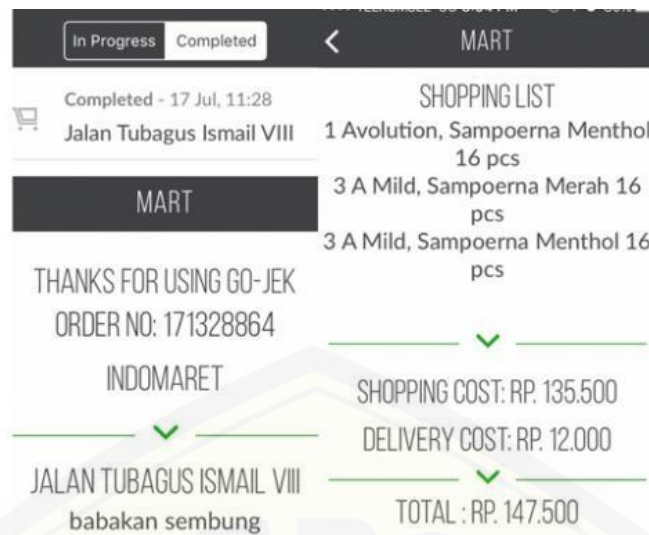 In Progress Completed
Completed - 17 Jul, 11:28
Jalan Tubagus Ismail VIII
MART
THANKS FOR USING GO-JEK
ORDER NO: 171328864
INDOMARET
JALAN TUBAGUS ISMAIL VIII
babakan sembung
MART
SHOPPING LIST
1 Avolution, Sampoerna Menthol
16 pcs
3 A Mild, Sampoerna Merah 16
pcs
3 A Mild, Sampoerna Menthol 16
pcs
SHOPPING COST: RP. 135.500
DELIVERY COST: RP. 12.000
TOTAL : RP. 147.500